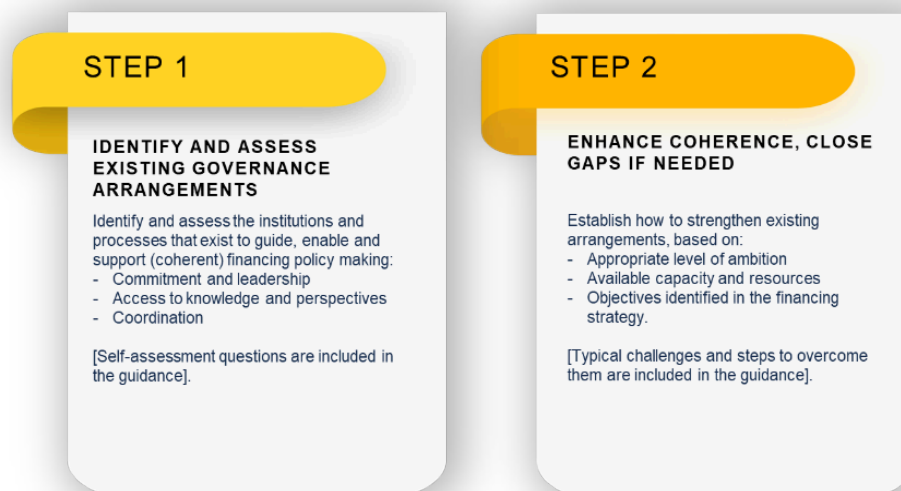 STEP 1
IDENTIFY AND ASSESS
EXISTING GOVERNANCE
ARRANGEMENTS
Identify and assess the institutions and
processes that exist to guide, enable and
support (coherent) financing policy making:
- Commitment and leadership
- Access to knowledge and perspectives
- Coordination
[Self-assessment questions are included in
the guidance].
STEP 2
ENHANCE COHERENCE, CLOSE
GAPS IF NEEDED
Establish how to strengthen existing
arrangements, based on:
- Appropriate level of ambition
- Available capacity and resources
- Objectives identified in the financing
strategy.
[Typical challenges and steps to overcome
them are included in the guidance].